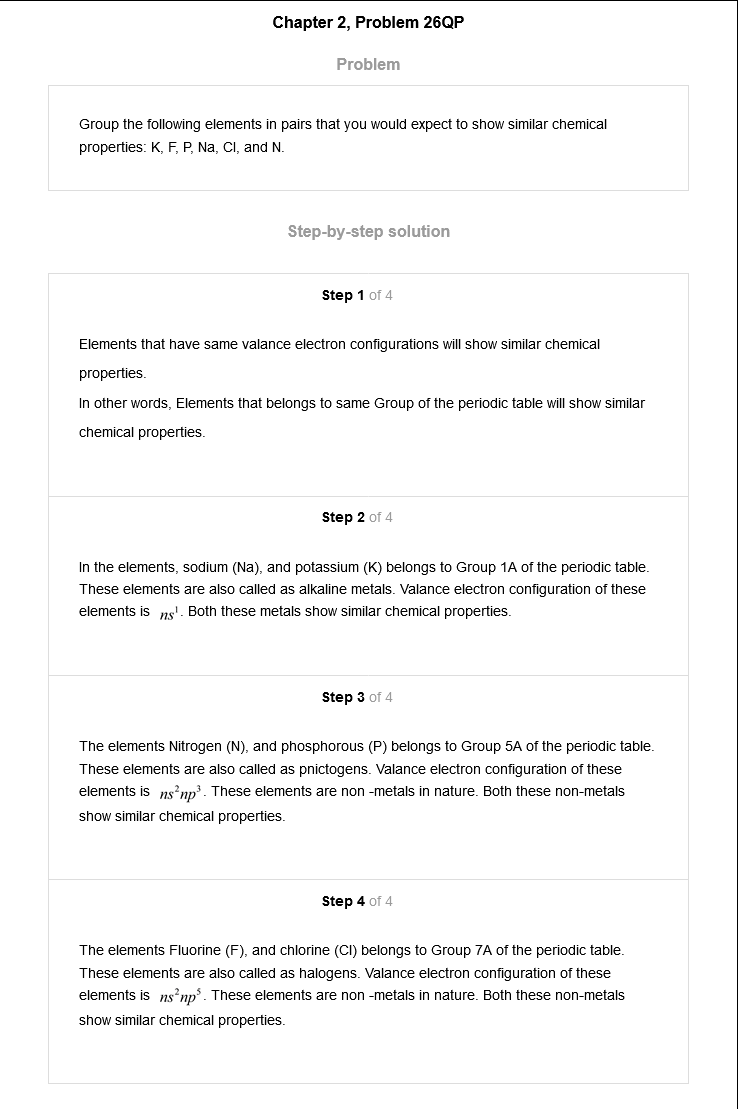 Chapter 2, Problem 26QP
Problem
Group the following elements in pairs that you would expect to show similar chemical
properties: K, F, P, Na, Cl, and N.
Step-by-step solution
Step 1 of 4
Elements that have same valance electron configurations will show similar chemical
properties.
In other words, Elements that belongs to same Group of the periodic table will show similar
chemical properties.
Step 2 of 4
In the elements, sodium (Na), and potassium (K) belongs to Group 1A of the periodic table.
These elements are also called as alkaline metals. Valance electron configuration of these
elements is ns¹. Both these metals show similar chemical properties.
Step 3 of 4
The elements Nitrogen (N), and phosphorous (P) belongs to Group 5A of the periodic table.
These elements are also called as pnictogens. Valance electron configuration of these
elements is ns²np³. These elements are non -metals in nature. Both these non-metals
show similar chemical properties.
Step 4 of 4
The elements Fluorine (F), and chlorine (Cl) belongs to Group 7A of the periodic table.
These elements are also called as halogens. Valance electron configuration of these
elements is ns²np⁵. These elements are non -metals in nature. Both these non-metals
show similar chemical properties.